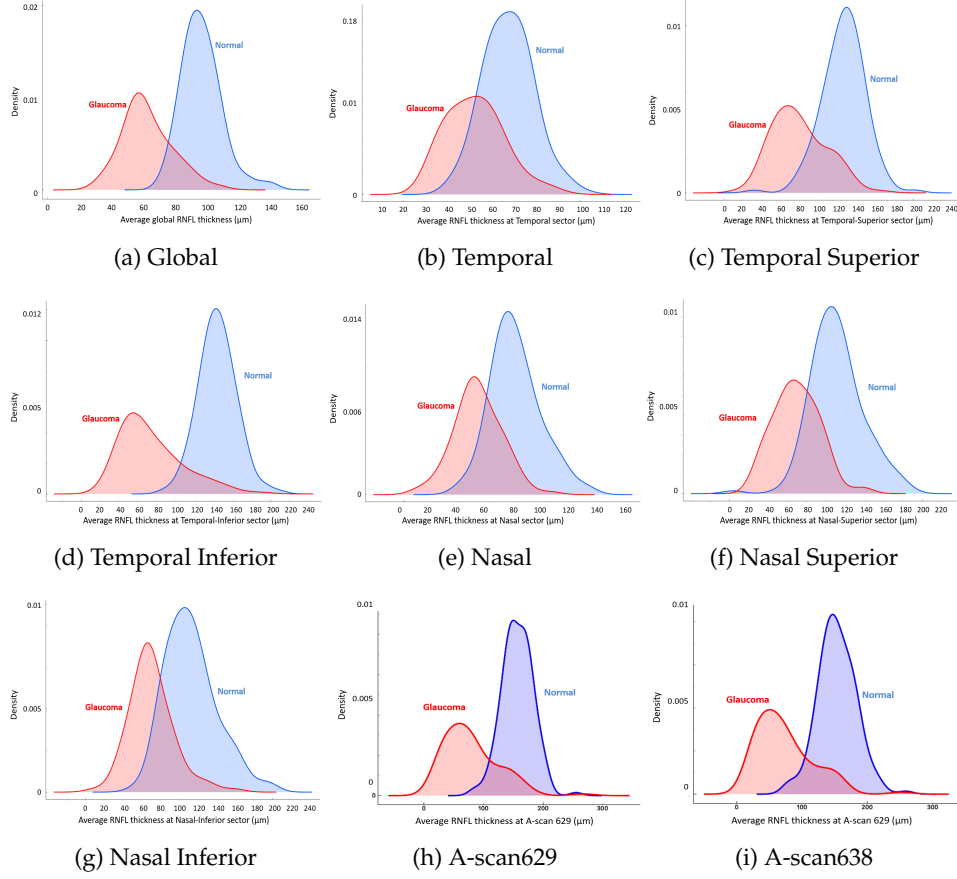 0.02
Normal
Glaucoma
0.01
Density
0
0 20 40 60 80 100 120 140 160
Average global RNFL thickness (µm)
(a) Global
0.18
Normal
Glaucoma
0.01
Density
0
10 20 30 40 50 60 70 80 90 100 110 120
Average RNFL thickness at Temporal sector (µm)
(b) Temporal
0.01
Normal
Glaucoma
0.005
Density
0
0 20 40 60 80 100 120 140 160 180 200 220 240
Average RNFL thickness at Temporal-Superior sector (µm)
(c) Temporal Superior
0.012
Normal
Glaucoma
0.005
Density
0
0 20 40 60 80 100 120 140 160 180 200 220 240
Average RNFL thickness at Temporal-Inferior sector (µm)
(d) Temporal Inferior
0.014
Normal
Glaucoma
0.006
Density
0
0 20 40 60 80 100 120 140 160
Average RNFL thickness at Nasal sector (µm)
(e) Nasal
0.01
Normal
Glaucoma
0.005
Density
0
0 20 40 60 80 100 120 140 160 180 200 220
Average RNFL thickness at Nasal-Superior sector (µm)
(f) Nasal Superior
0.01
Normal
Glaucoma
0.005
Density
0
0 20 40 60 80 100 120 140 160 180 200 220 240
Average RNFL thickness at Nasal-Inferior sector (µm)
(g) Nasal Inferior
0.01
Glaucoma
Normal
0.005
Density
0
0 100 200 300
Average RNFL thickness at A-scan 629 (µm)
(h) A-scan629
0.01
Glaucoma
Normal
0.005
Density
0
0 100 200 300
Average RNFL thickness at A-scan 629 (µm)
(i) A-scan638